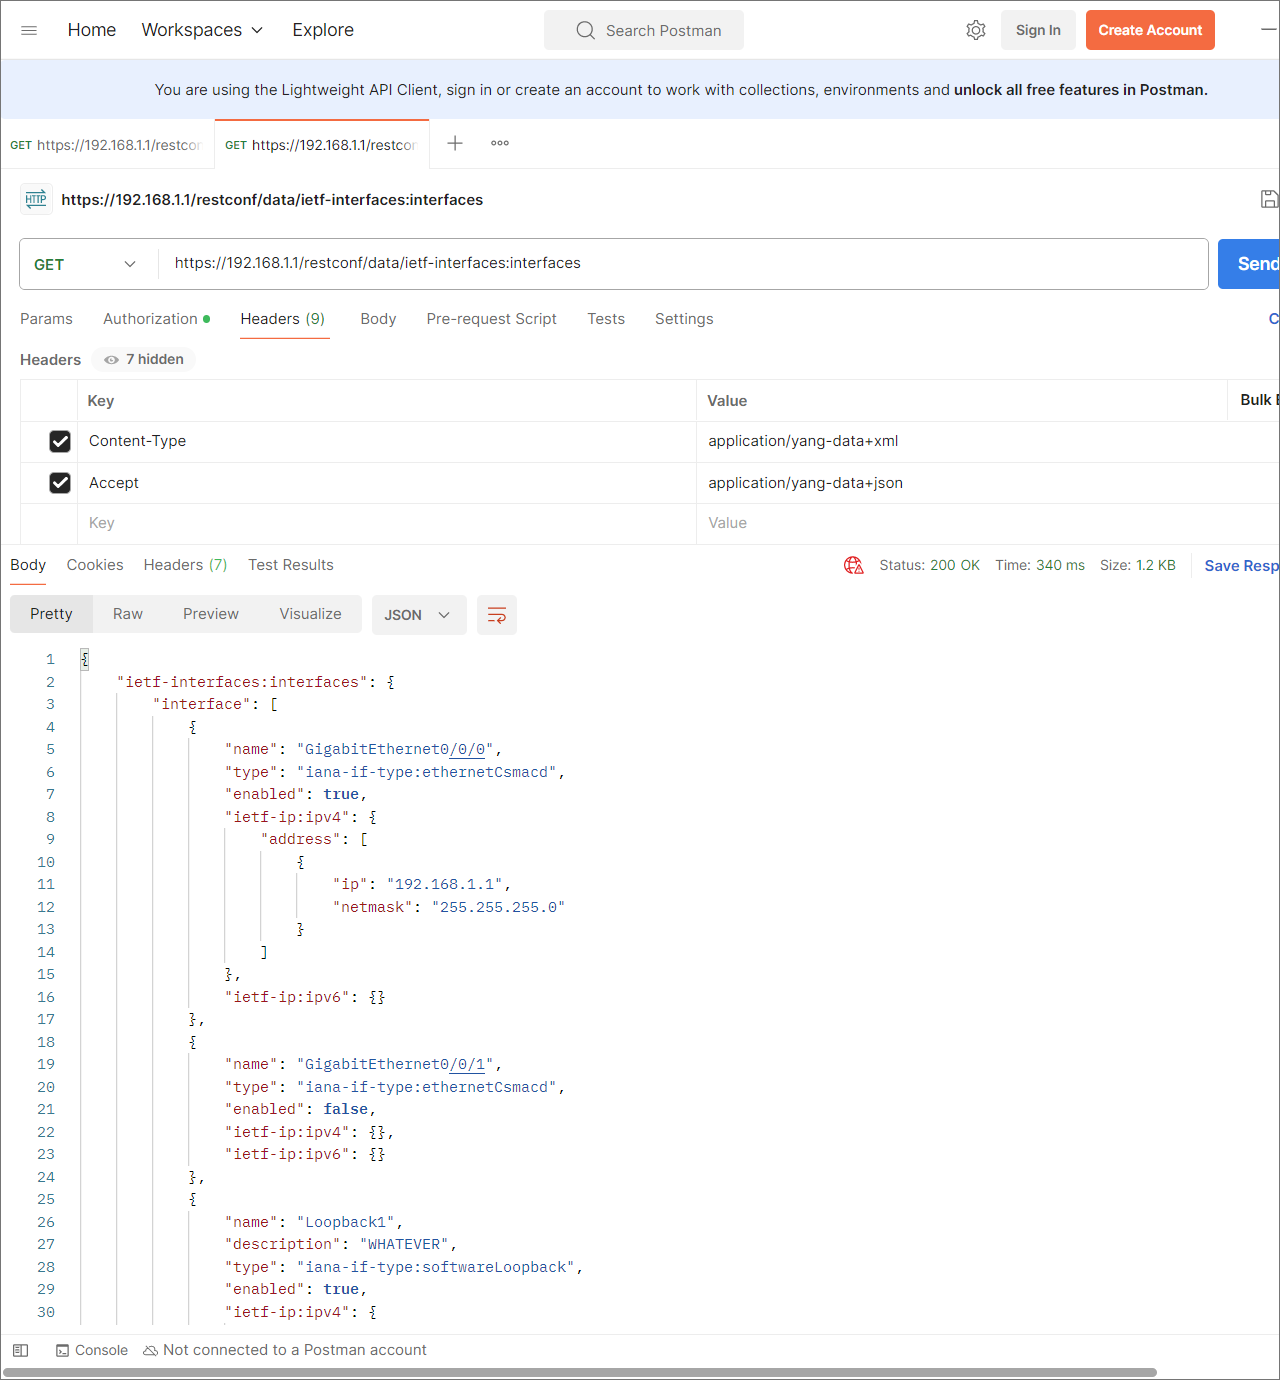 Home Workspaces Explore Search Postman Sign In Create Account
You are using the Lightweight API Client, sign in or create an account to work with collections, environments and unlock all free features in Postman.
GET https://192.168.1.1/restcon GET https://192.168.1.1/restcon
HTTP https://192.168.1.1/restconf/data/ietf-interfaces:interfaces
GET https://192.168.1.1/restconf/data/ietf-interfaces:interfaces Send
Params Authorization Headers (9) Body Pre-request Script Tests Settings C
Headers 7 hidden
Key Value Bulk E
Content-Type application/yang-data+xml
Accept application/yang-data+json
Key Value
Body Cookies Headers (7) Test Results Status: 200 OK Time: 340 ms Size: 1.2 KB Save Resp
Pretty Raw Preview Visualize JSON
1 {
2 "ietf-interfaces:interfaces": {
3 "interface": [
4 {
5 "name": "GigabitEthernet0/0/0",
6 "type": "iana-if-type:ethernetCsmacd",
7 "enabled": true,
8 "ietf-ip:ipv4": {
9 "address": [
10 {
11 "ip": "192.168.1.1",
12 "netmask": "255.255.255.0"
13 }
14 ]
15 },
16 "ietf-ip:ipv6": {}
17 },
18 {
19 "name": "GigabitEthernet0/0/1",
20 "type": "iana-if-type:ethernetCsmacd",
21 "enabled": false,
22 "ietf-ip:ipv4": {},
23 "ietf-ip:ipv6": {}
24 },
25 {
26 "name": "Loopback1",
27 "description": "WHATEVER",
28 "type": "iana-if-type:softwareLoopback",
29 "enabled": true,
30 "ietf-ip:ipv4": {
Console Not connected to a Postman account